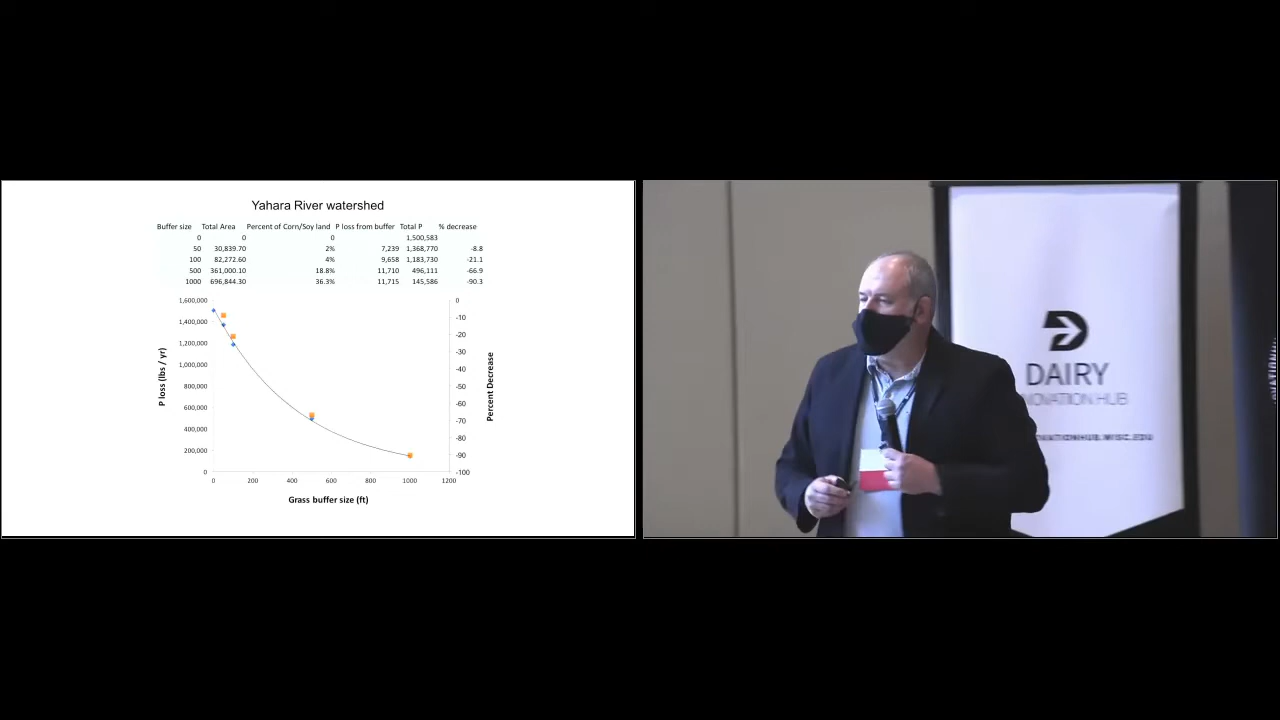 Yahara River watershed
Buffer size Total Area Percent of Corn/Soy land P loss from buffer Total P % decrease
0 0 0 1,500,583
50 30,839.70 2% 7,239 1,368,770 -8.8
100 82,272.60 4% 9,658 1,183,730 -21.1
500 361,000.10 18.8% 11,710 496,111 -66.9
1000 696,844.30 36.3% 11,715 145,586 -90.3
1,600,000
1,400,000
1,200,000
1,000,000
800,000
600,000
400,000
200,000
0
P loss (lbs / yr)
0
-10
-20
-30
-40
-50
-60
-70
-80
-90
-100
Percent Decrease
0 200 400 600 800 1000 1200
Grass buffer size (ft)
DAIRY
NOVATION HUB
OVATIONHUB.WISC.EDU